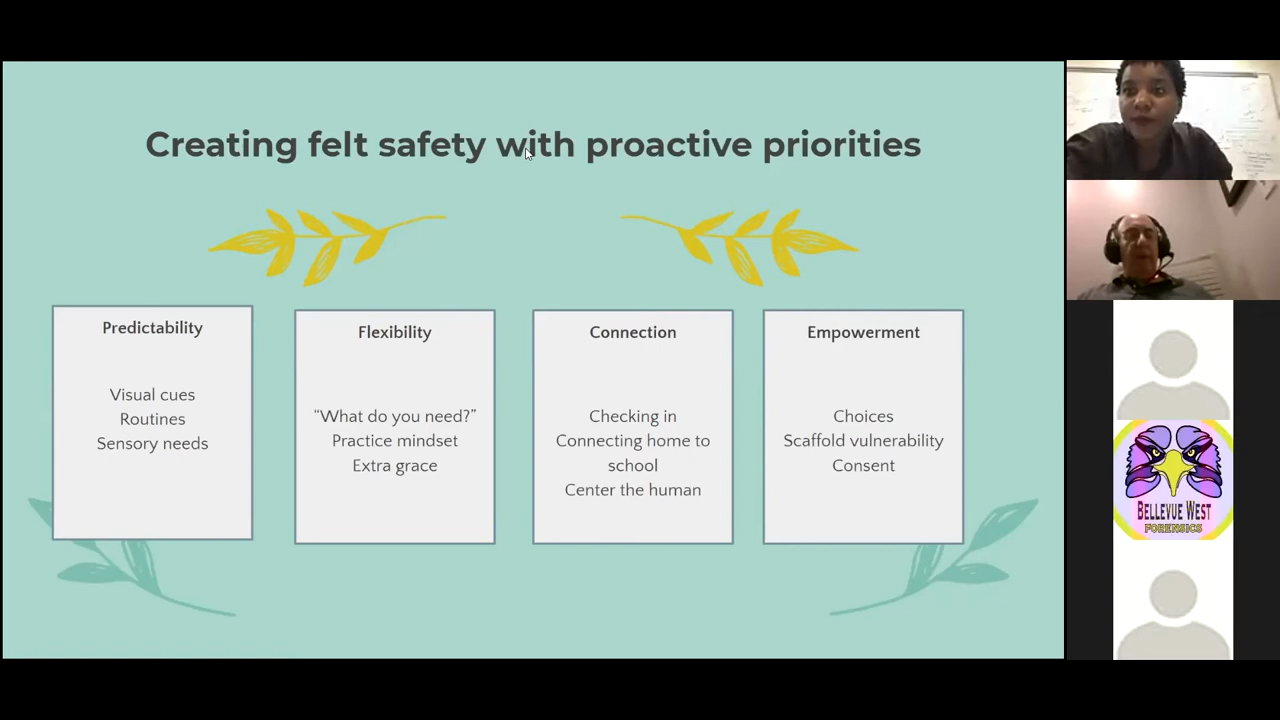 Creating felt safety with proactive priorities
Predictability
Visual cues
Routines
Sensory needs
Flexibility
“What do you need?”
Practice mindset
Extra grace
Connection
Checking in
Connecting home to
school
Center the human
Empowerment
Choices
Scaffold vulnerability
Consent
BELLEVUE WEST
FORENSICS